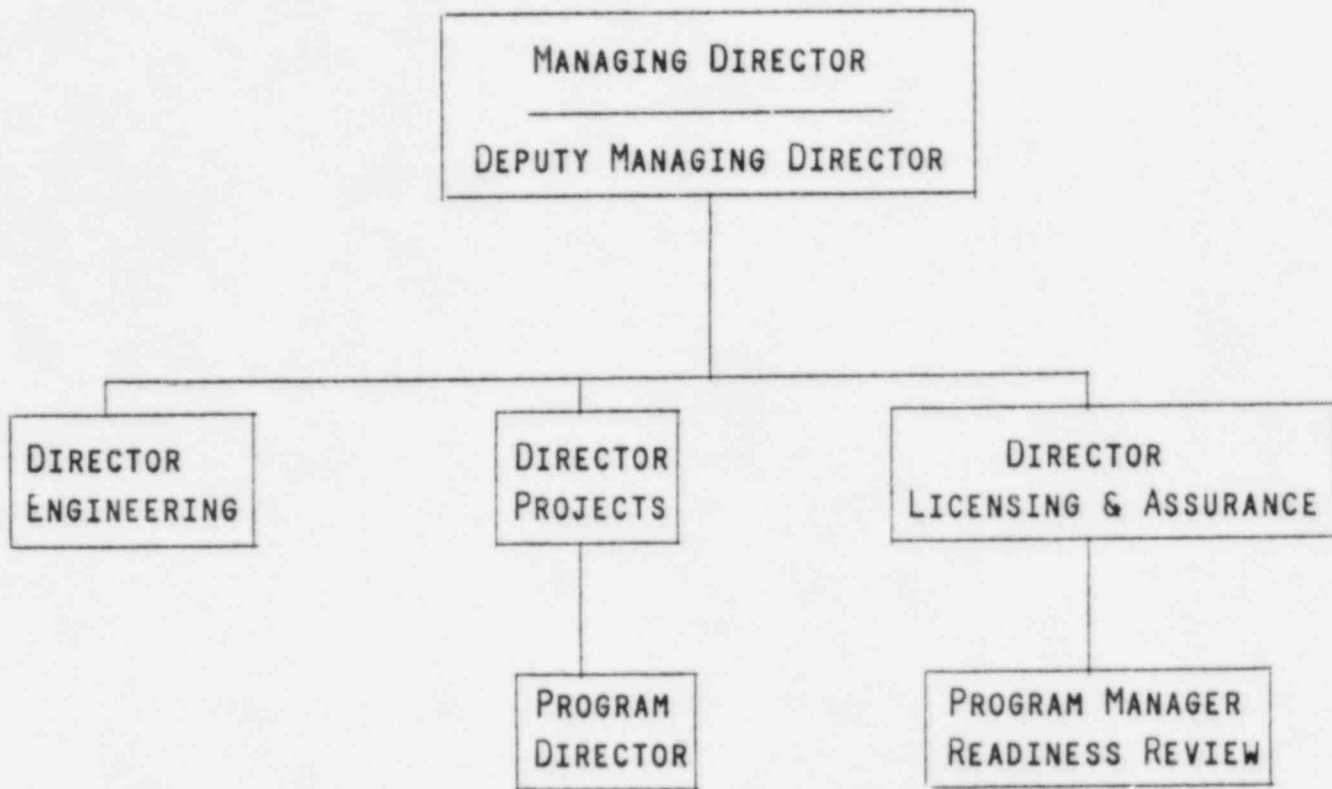 MANAGING DIRECTOR
DEPUTY MANAGING DIRECTOR
DIRECTOR
ENGINEERING
DIRECTOR
PROJECTS
DIRECTOR
LICENSING & ASSURANCE
PROGRAM
DIRECTOR
PROGRAM MANAGER
READINESS REVIEW